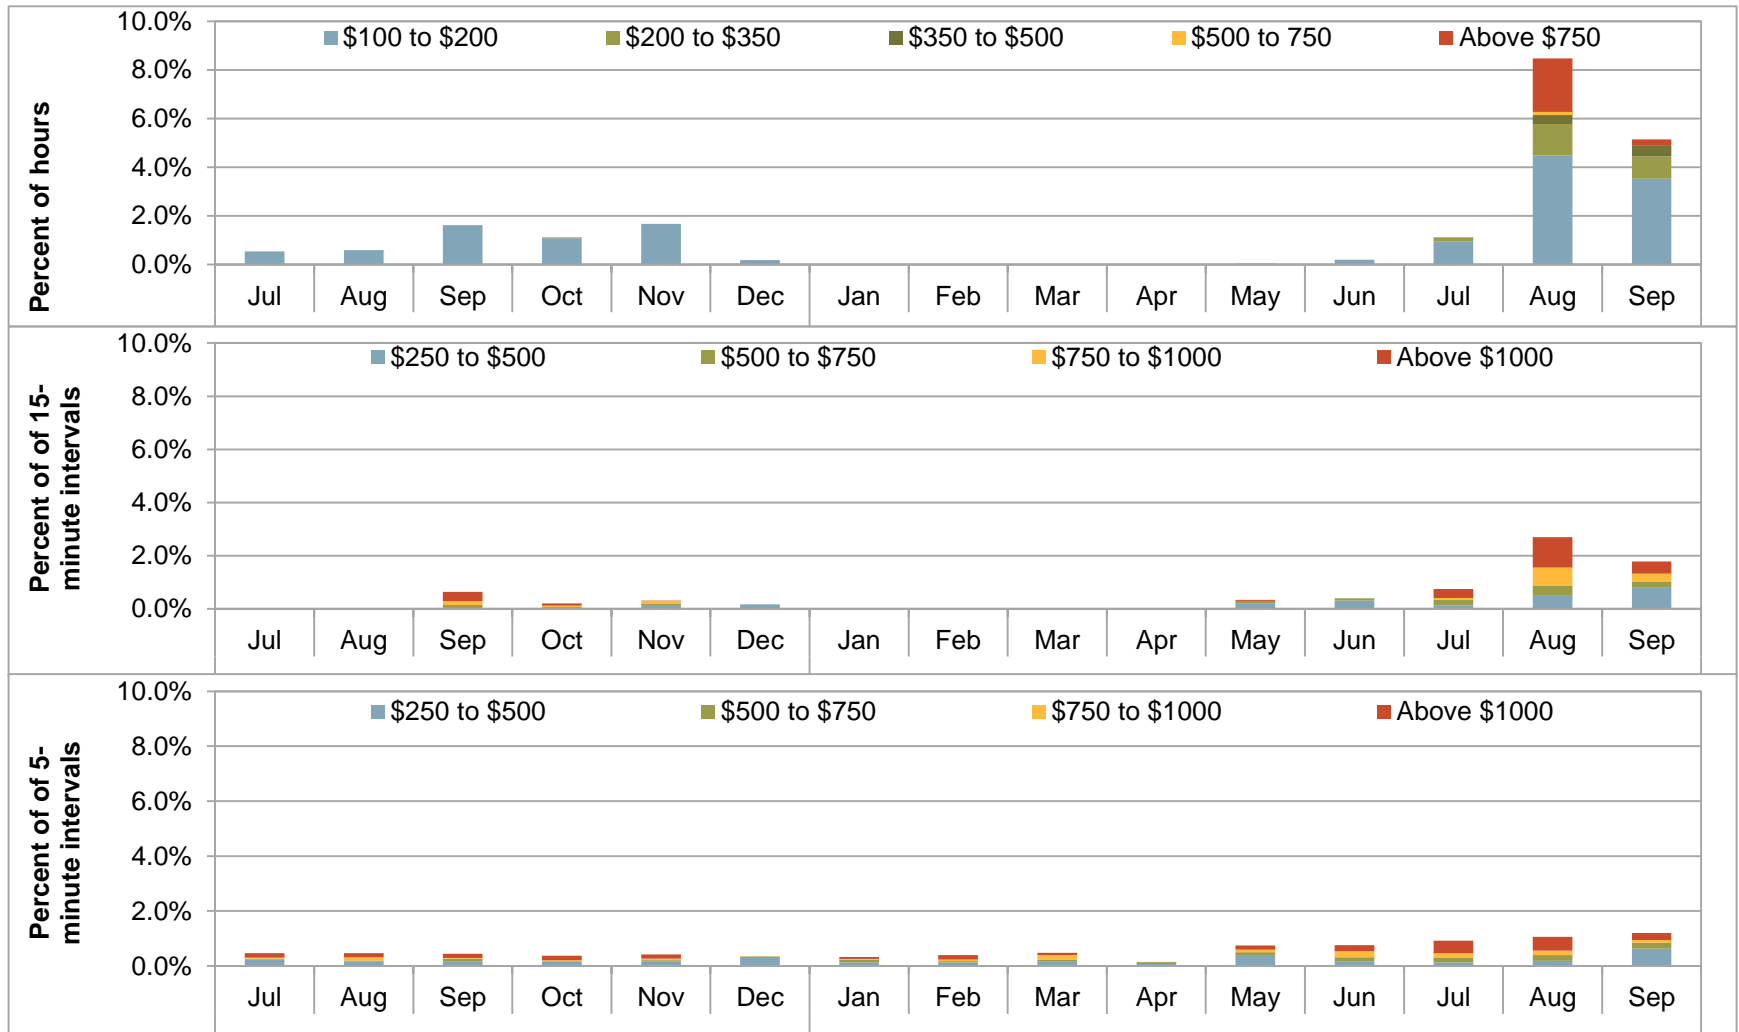 10.0%
$100 to $200 $200 to $350 $350 to $500 $500 to 750 Above $750
8.0%
6.0%
4.0%
2.0%
0.0%
Percent of hours
Jul Aug Sep Oct Nov Dec Jan Feb Mar Apr May Jun Jul Aug Sep
10.0%
$250 to $500 $500 to $750 $750 to $1000 Above $1000
8.0%
6.0%
4.0%
2.0%
0.0%
Percent of of 15-
minute intervals
Jul Aug Sep Oct Nov Dec Jan Feb Mar Apr May Jun Jul Aug Sep
10.0%
$250 to $500 $500 to $750 $750 to $1000 Above $1000
8.0%
6.0%
4.0%
2.0%
0.0%
Percent of of 5-
minute intervals
Jul Aug Sep Oct Nov Dec Jan Feb Mar Apr May Jun Jul Aug Sep